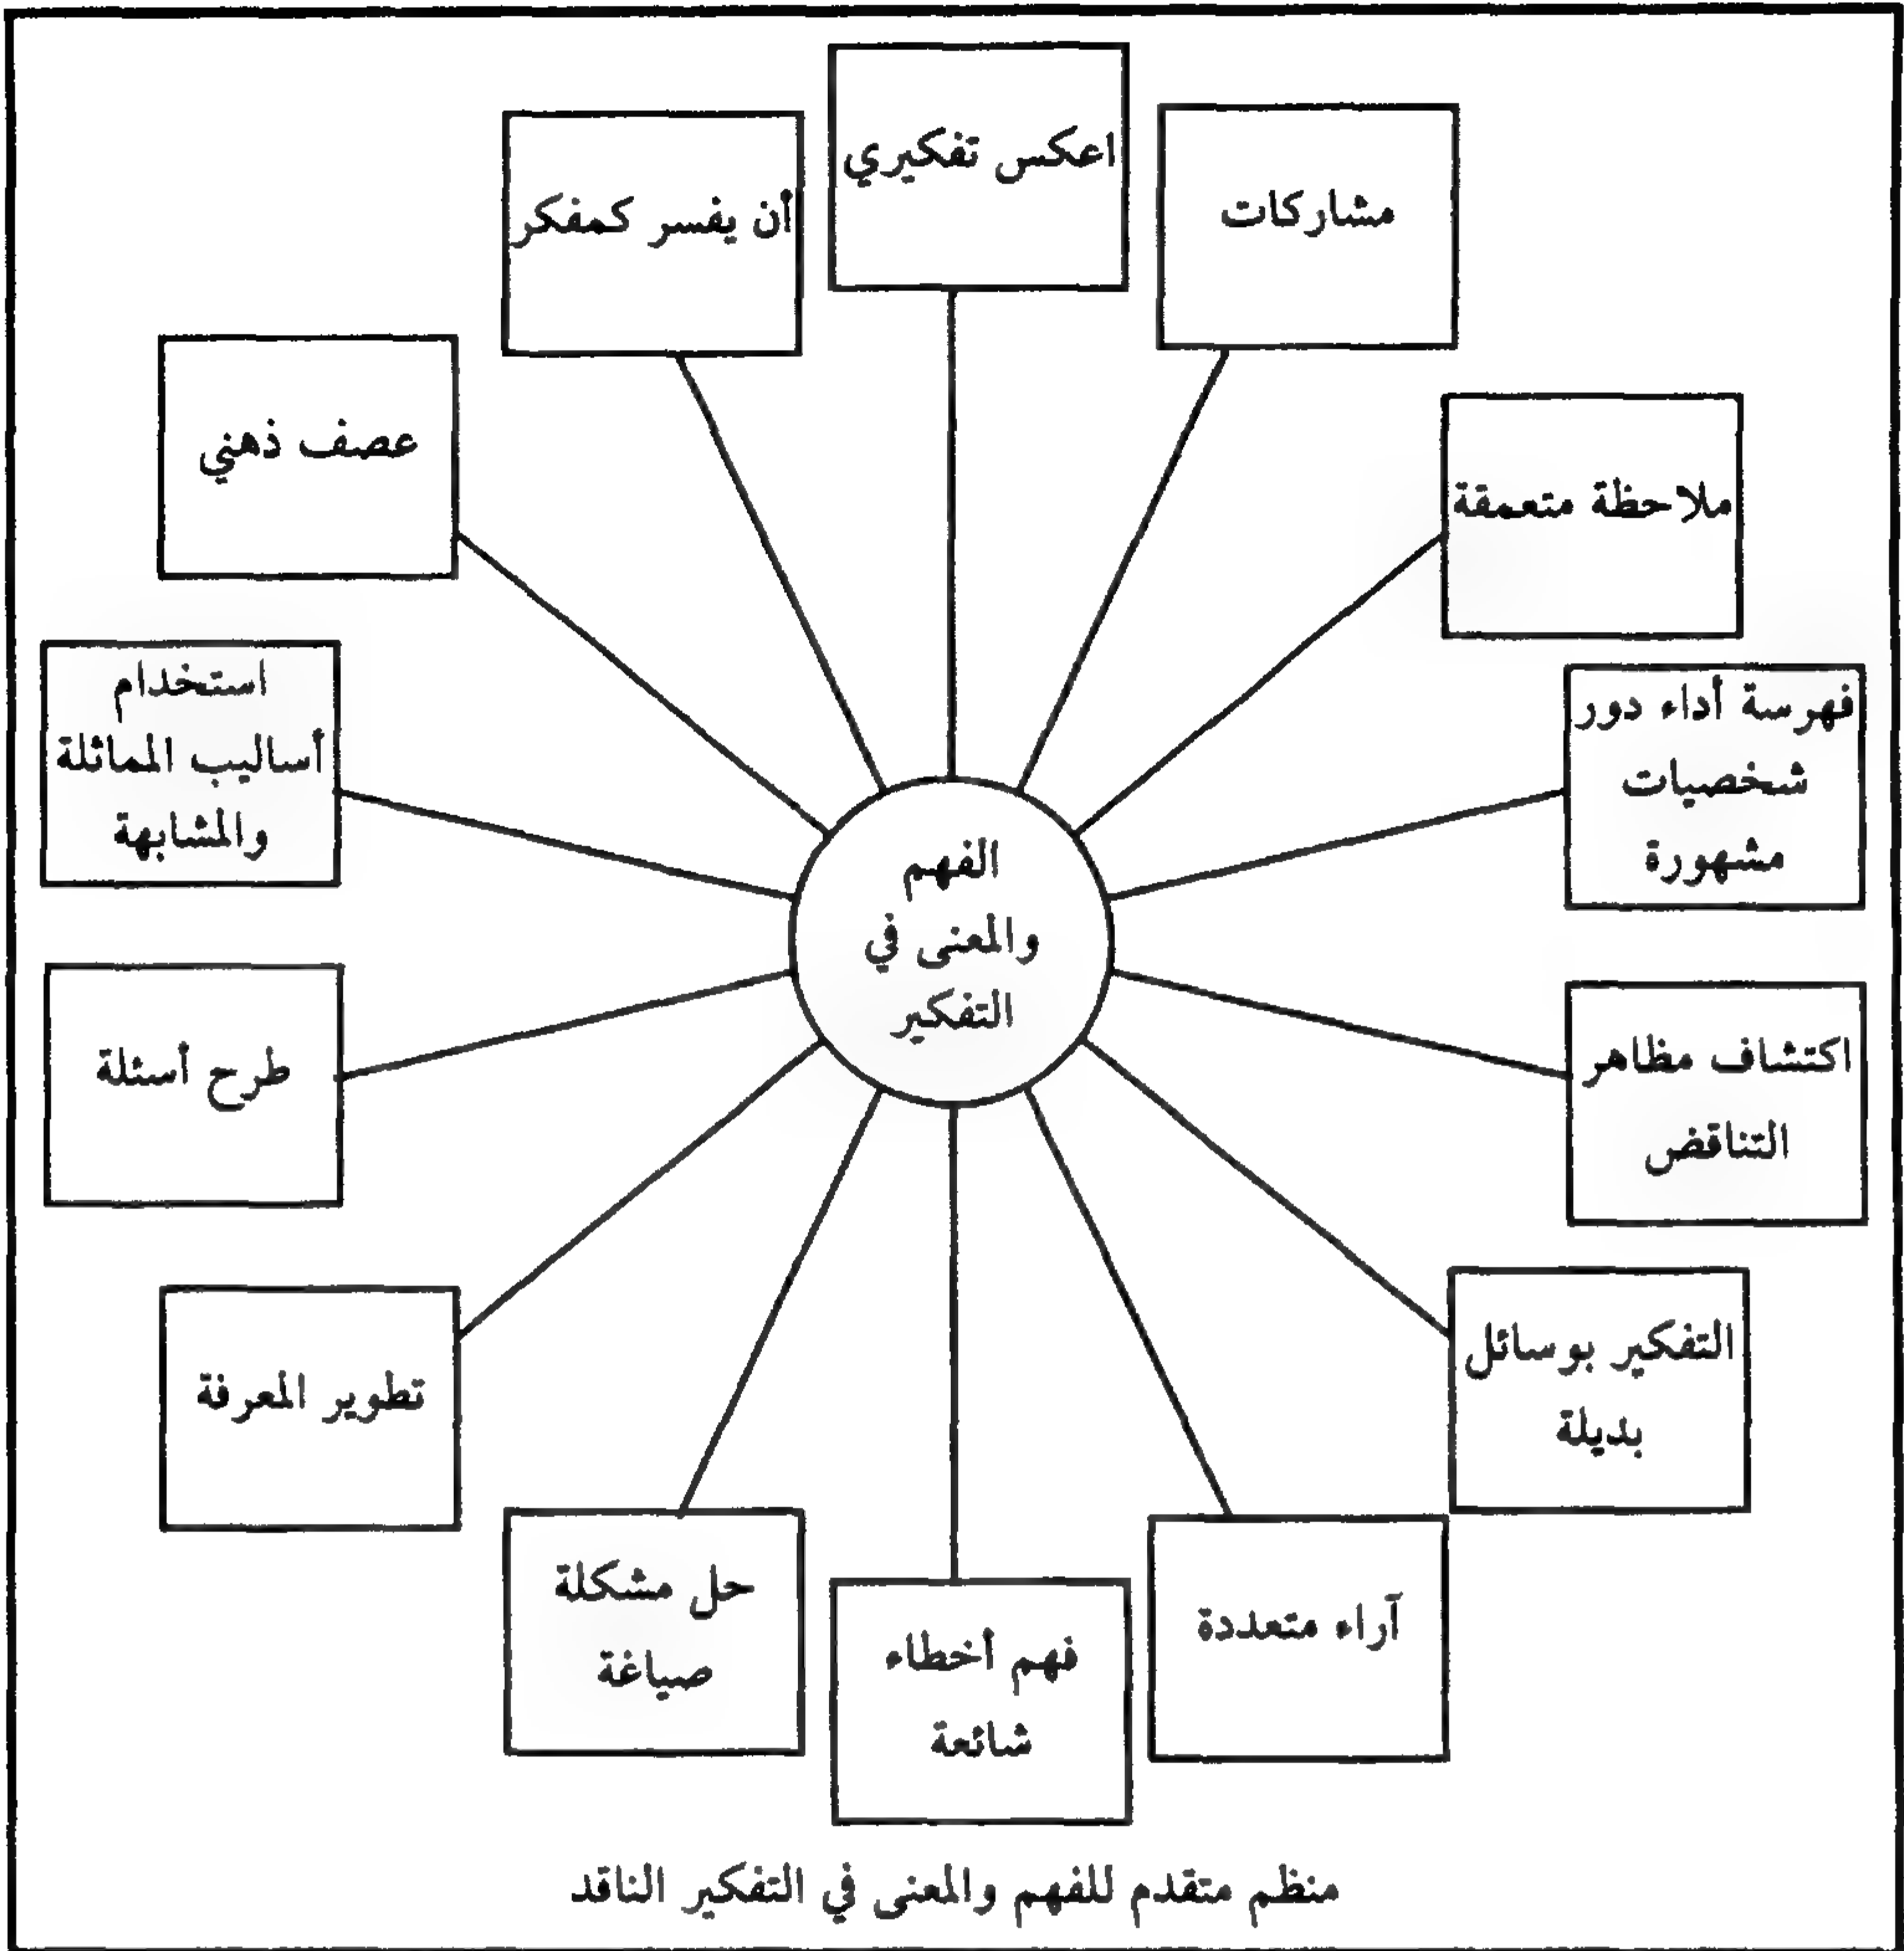 اعكس تفكيري
مشاركات
أن يفسر كمفكر
عصف ذهني
ملاحظة متعمقة
استخدام
أساليب المماثلة
والمشابهة
فهرسة أداء دور
شخصيات
مشهورة
الفهم
والمعنى في
التفكير
طرح أسئلة
اكتشاف مظاهر
التناقض
تطوير المعرفة
التفكير بوسائل
بديلة
حل مشكلة
صياغة
فهم أخطاء
شائعة
آراء متعددة
منظم متقدم للفهم والمعنى في التفكير الناقد